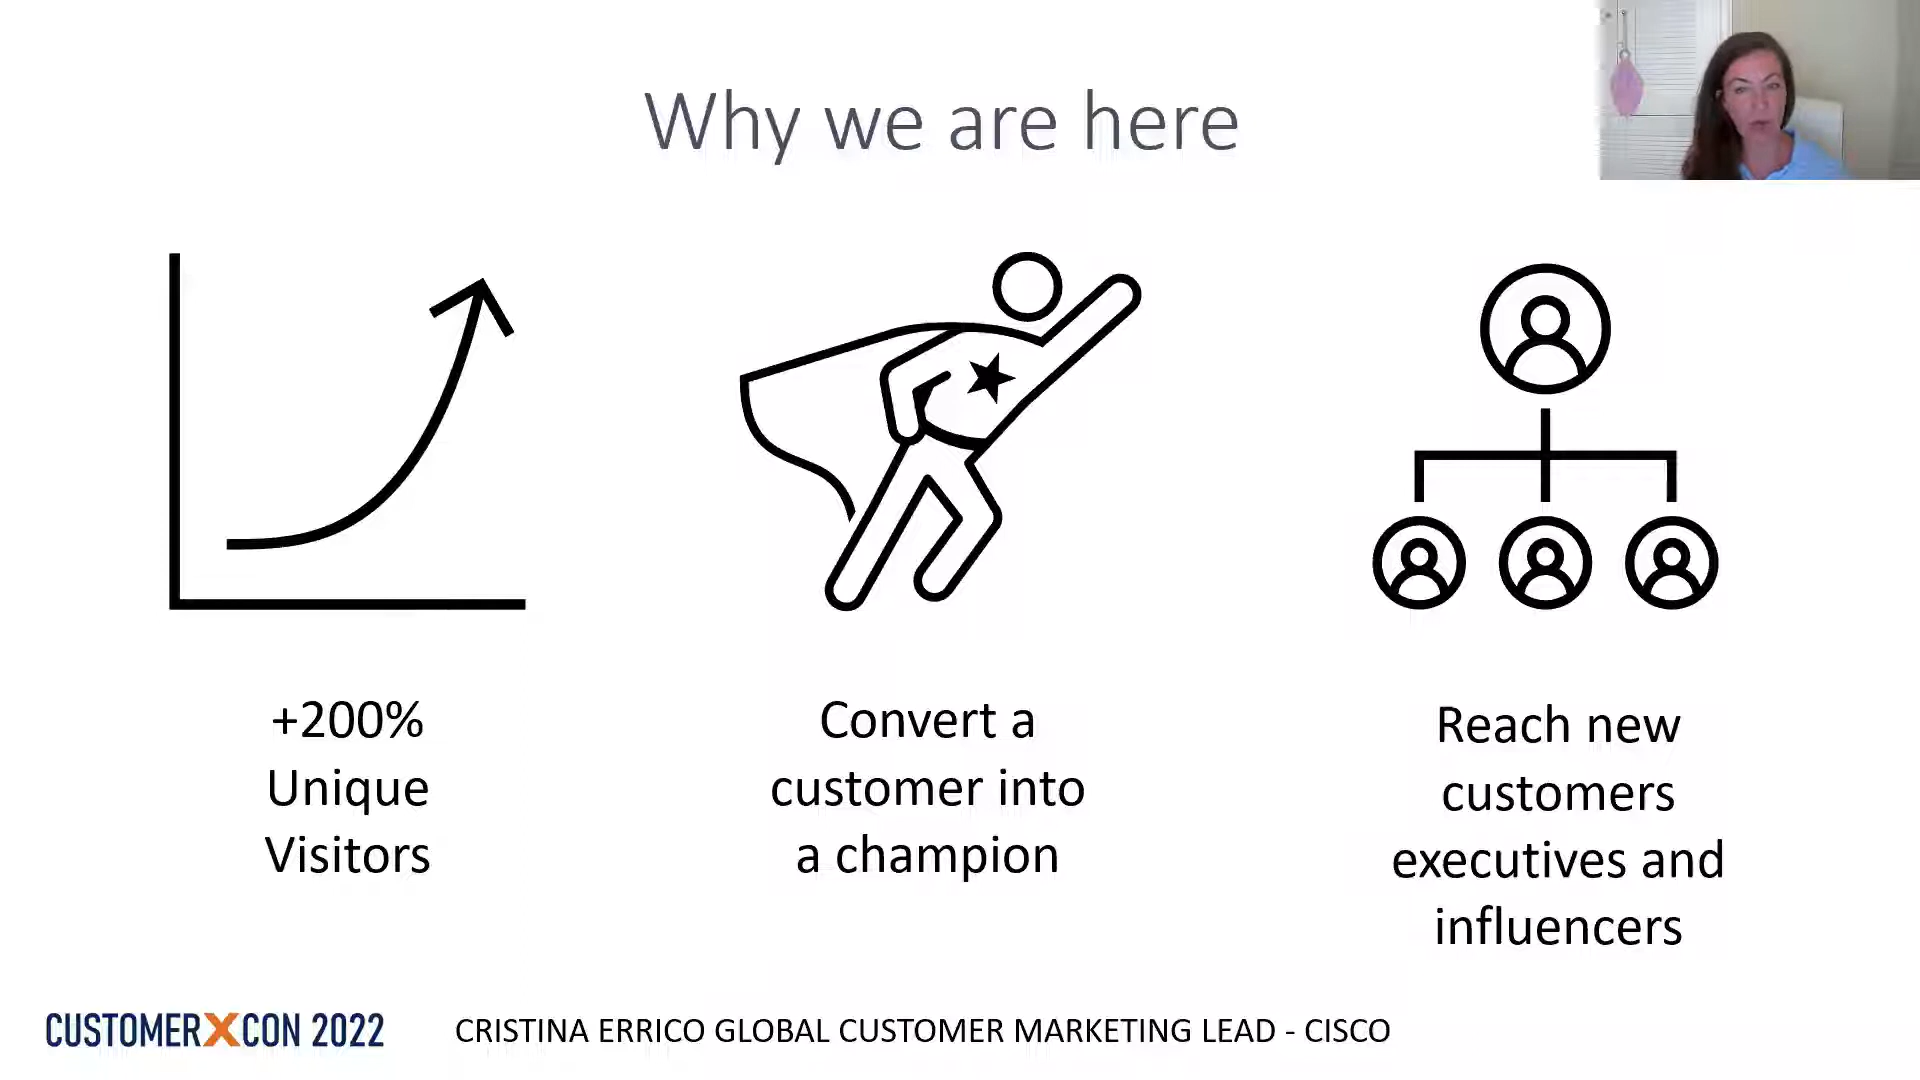 Why we are here
+200%
Unique
Visitors
Convert a
customer into
a champion
Reach new
customers
executives and
influencers
CUSTOMERXCON 2022
CRISTINA ERRICO GLOBAL CUSTOMER MARKETING LEAD - CISCO